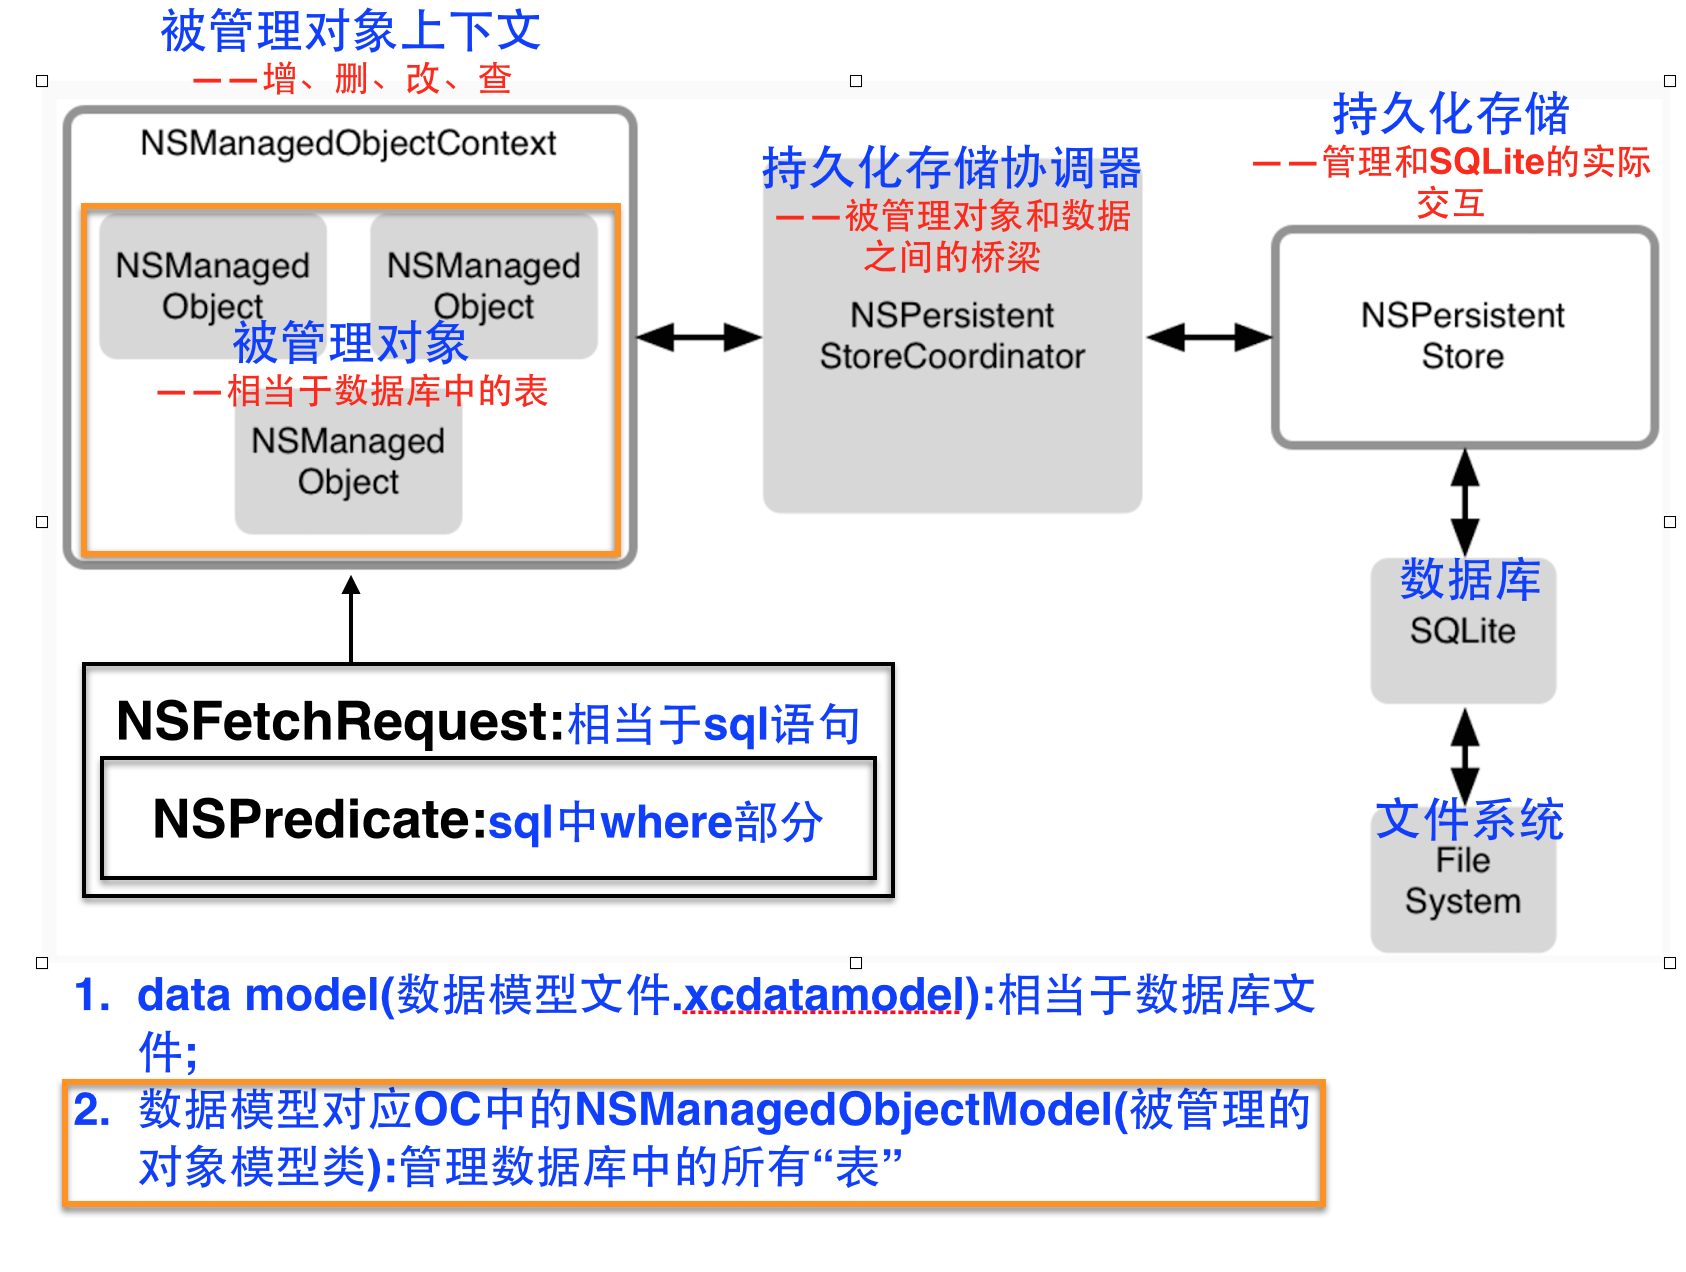 被管理对象上下文
——增、删、改、查
NSManagedObjectContext
NSManaged
Object
NSManaged
Object
被管理对象
——相当于数据库中的表
NSManaged
Object
持久化存储协调器
——被管理对象和数据
之间的桥梁
NSPersistent
StoreCoordinator
持久化存储
——管理和SQLite的实际
交互
NSPersistent
Store
数据库
SQLite
文件系统
File
System
NSFetchRequest:相当于sql语句
NSPredicate:sql中where部分
1. data model(数据模型文件.xcdatamodel):相当于数据库文
件;
2. 数据模型对应OC中的NSManagedObjectModel(被管理的
对象模型类):管理数据库中的所有“表”